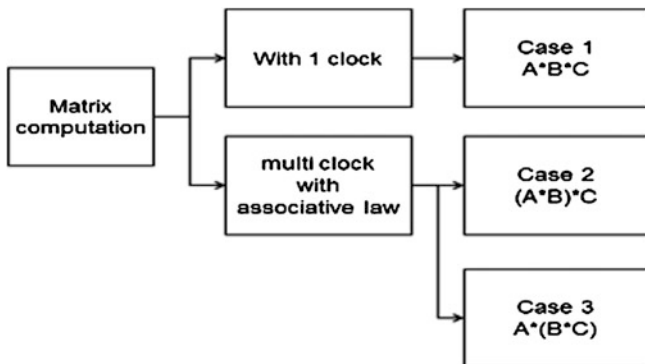 Matrix
computation
With 1 clock
Case 1
A*B*C
multi clock
with
associative law
Case 2
(A*B)*C
Case 3
A*(B*C)